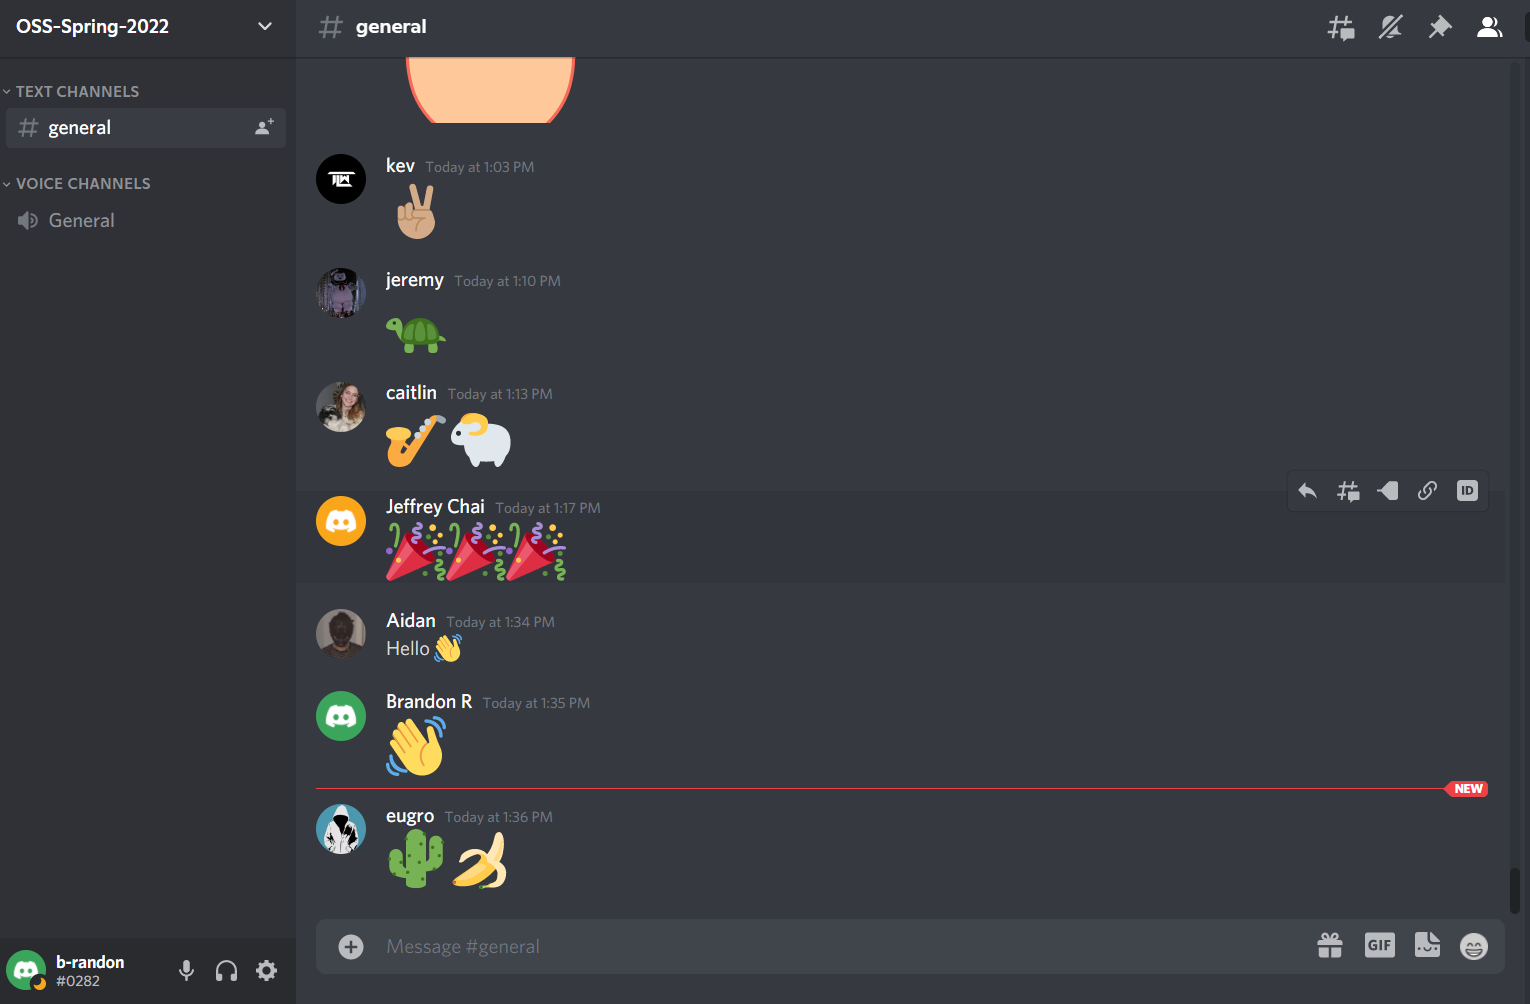 OSS-Spring-2022
TEXT CHANNELS
# general
VOICE CHANNELS
General
b-randon
#0282
# general
kev Today at 1:03 PM
✌🏽
jeremy Today at 1:10 PM
🐢
caitlin Today at 1:13 PM
🎷🐏
Jeffrey Chai Today at 1:17 PM
ID
🎉🎉🎉
Aidan Today at 1:34 PM
Hello 👋
Brandon R Today at 1:35 PM
👋
NEW
eugro Today at 1:36 PM
🌵🍌
Message #general
GIF